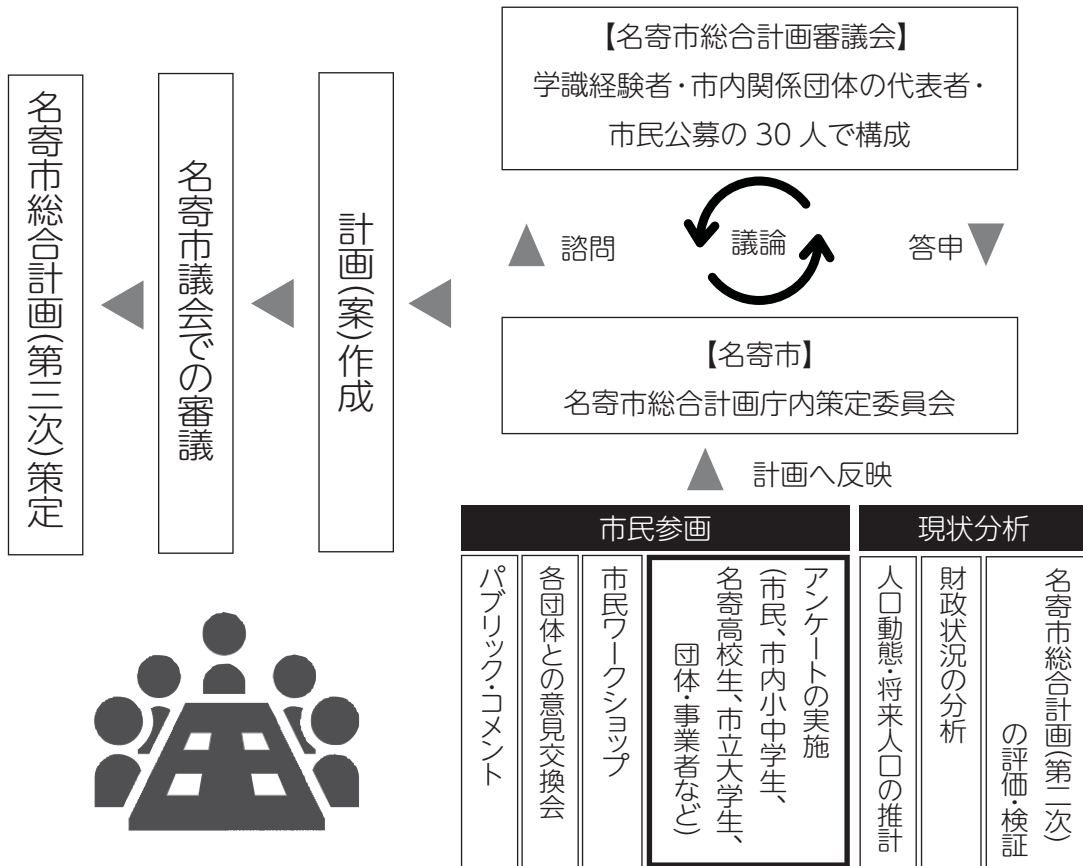 【名寄市総合計画審議会】
学識経験者・市内関係団体の代表者・
市民公募の 30 人で構成
諮問
議論
答申
【名寄市】
名寄市総合計画庁内策定委員会
計画へ反映
計画(案)作成
名寄市議会での審議
名寄市総合計画(第三次)策定
市民参画
現状分析
名寄市総合計画(第二次)
の評価・検証
財政状況の分析
人口動態・将来人口の推計
アンケートの実施
(市民、市内小中学生、
名寄高校生、市立大学生、
団体・事業者など)
市民ワークショップ
各団体との意見交換会
パブリック・コメント